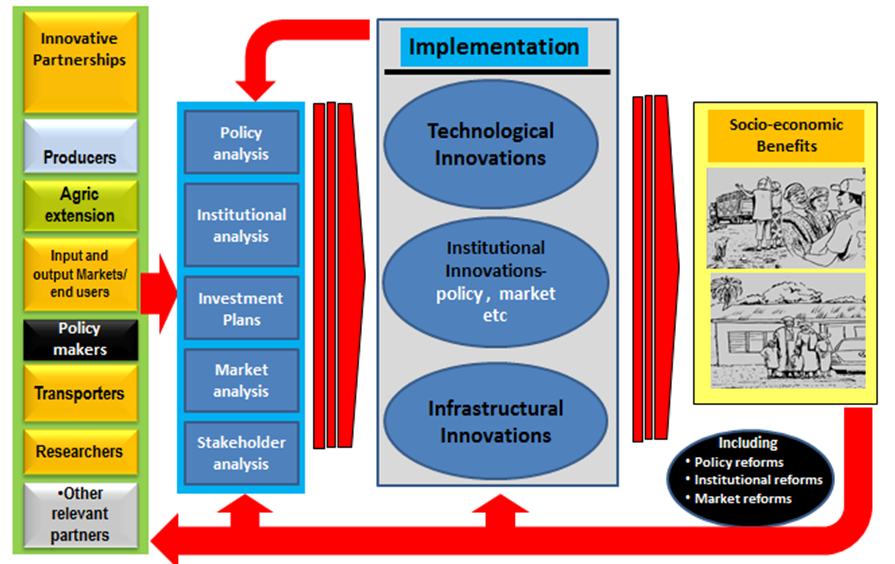 Innovative
Partnerships
Producers
Agric
extension
Input and
output Markets/
end users
Policy
makers
Transporters
Researchers
•Other
relevant
partners
Policy
analysis
Institutional
analysis
Investment
Plans
Market
analysis
Stakeholder
analysis
Implementation
Technological
Innovations
Institutional
Innovations-
policy , market
etc
Infrastructural
Innovations
Socio-economic
Benefits
Including
• Policy reforms
• Institutional reforms
• Market reforms